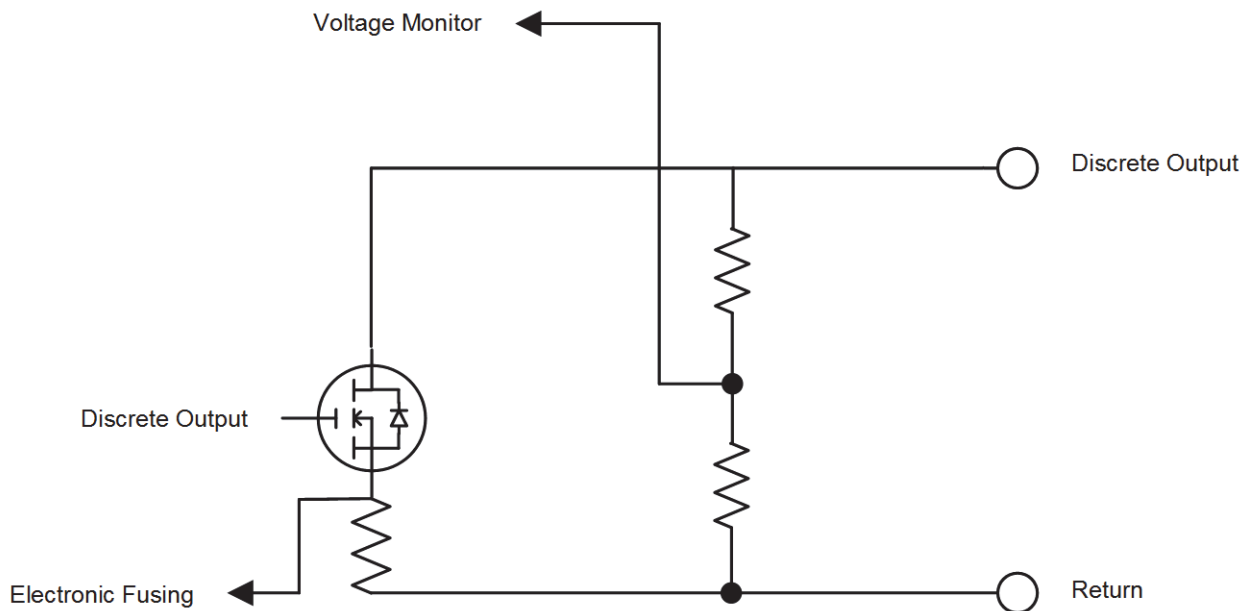 Voltage Monitor
Discrete Output
Discrete Output
Electronic Fusing
Return